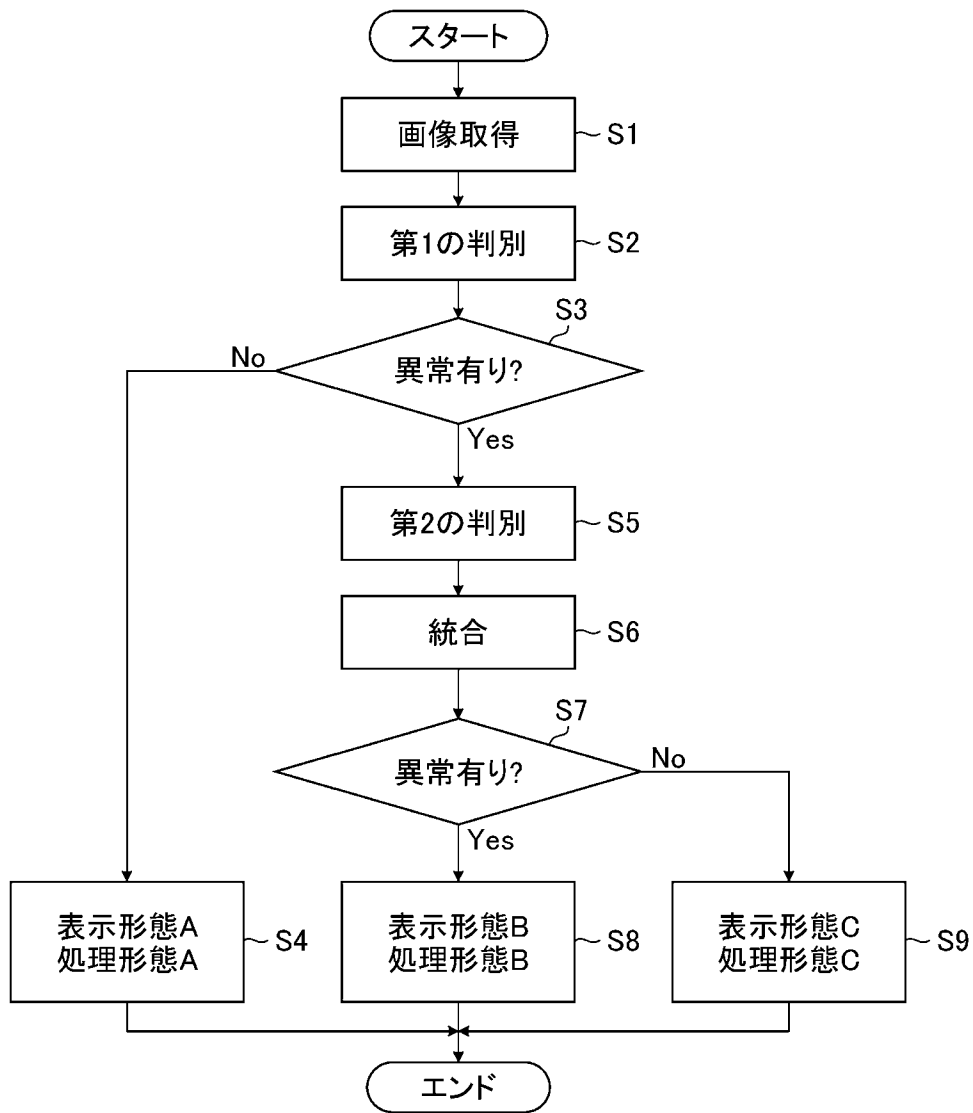 スタート
画像取得
S1
第1の判別
S2
S3
異常有り?
No
Yes
第2の判別
S5
統合
S6
S7
異常有り?
No
Yes
表示形態A
処理形態A
S4
表示形態B
処理形態B
S8
表示形態C
処理形態C
S9
エンド